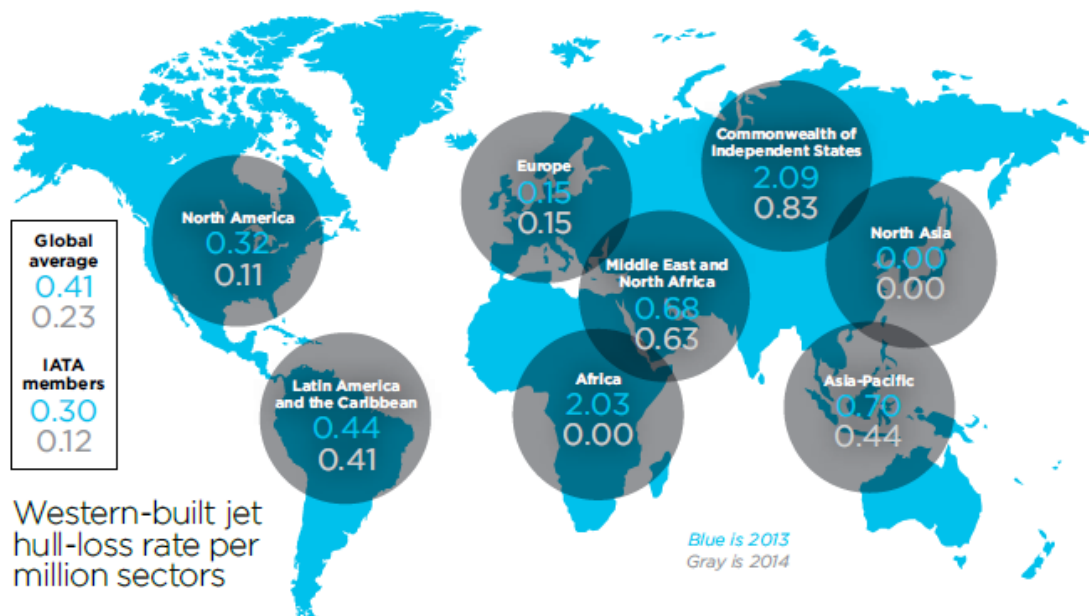 Commonwealth of
Independent States
2.09
0.83
Europe
0.15
0.15
North America
0.32
0.11
North Asia
0.00
0.00
Global
average
0.41
0.23
IATA
members
0.30
0.12
Middle East and
North Africa
0.68
0.63
Latin America
and the Caribbean
0.44
0.41
Africa
2.03
0.00
Asia-Pacific
0.70
0.44
Western-built jet
hull-loss rate per
million sectors
Blue is 2013
Gray is 2014